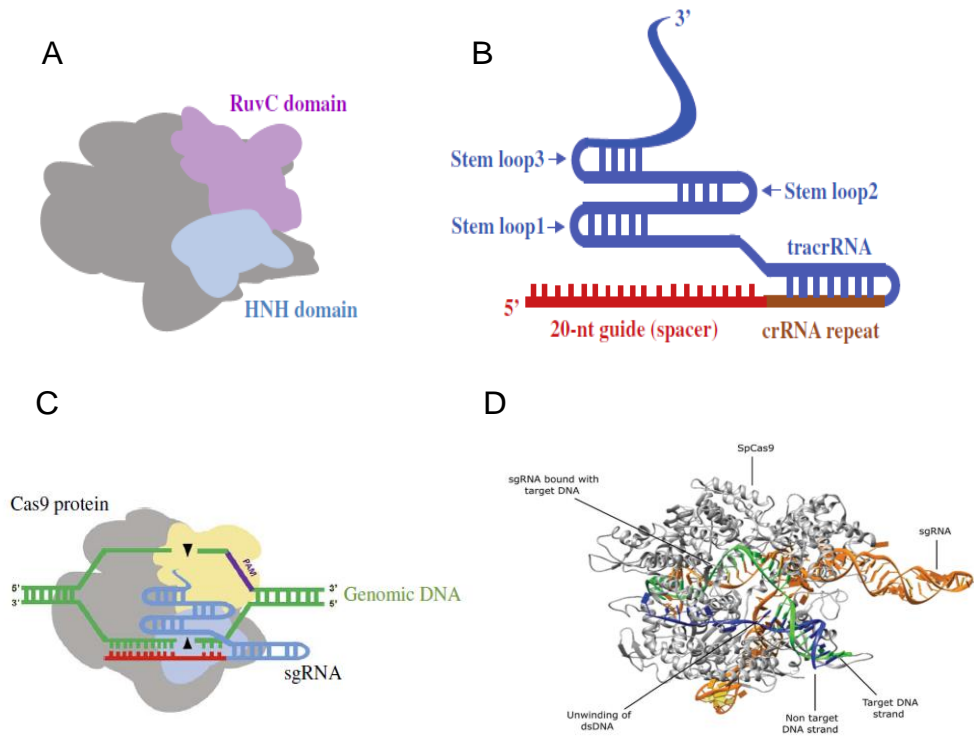 A
RuvC domain
HNH domain
B
3’
Stem loop3
Stem loop2
Stem loop1
tracrRNA
5’
20-nt guide (spacer)
crRNA repeat
C
Cas9 protein
PAM
5'
3'
3'
5'
Genomic DNA
sgRNA
D
SpCas9
sgRNA bound with
target DNA
sgRNA
Unwinding of
dsDNA
Non target
DNA strand
Target DNA
strand